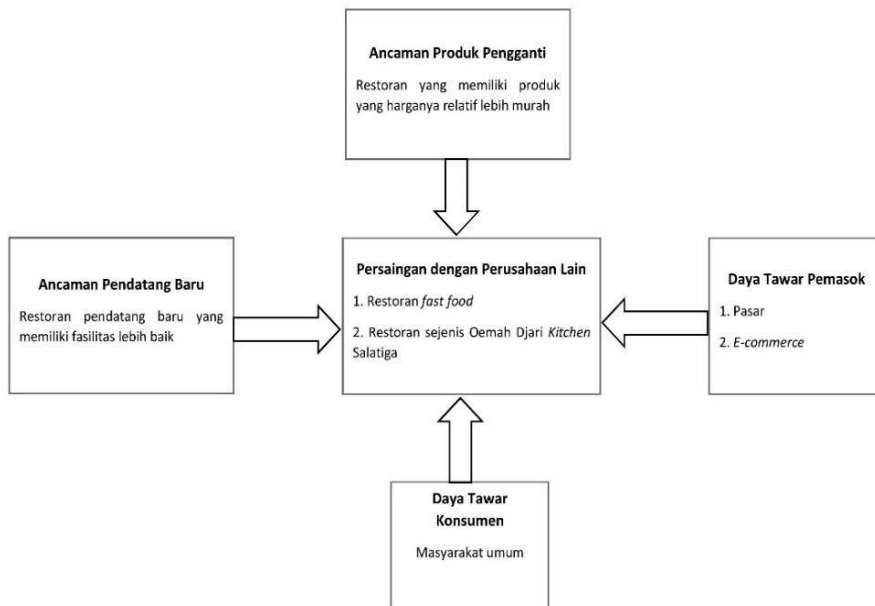 Ancaman Produk Pengganti
Restoran yang memiliki produk
yang harganya relatif lebih murah
Ancaman Pendatang Baru
Restoran pendatang baru yang
memiliki fasilitas lebih baik
Persaingan dengan Perusahaan Lain
1. Restoran fast food
2. Restoran sejenis Oemah Djari Kitchen
Salatiga
Daya Tawar Pemasok
1. Pasar
2. E-commerce
Daya Tawar
Konsumen
Masyarakat umum